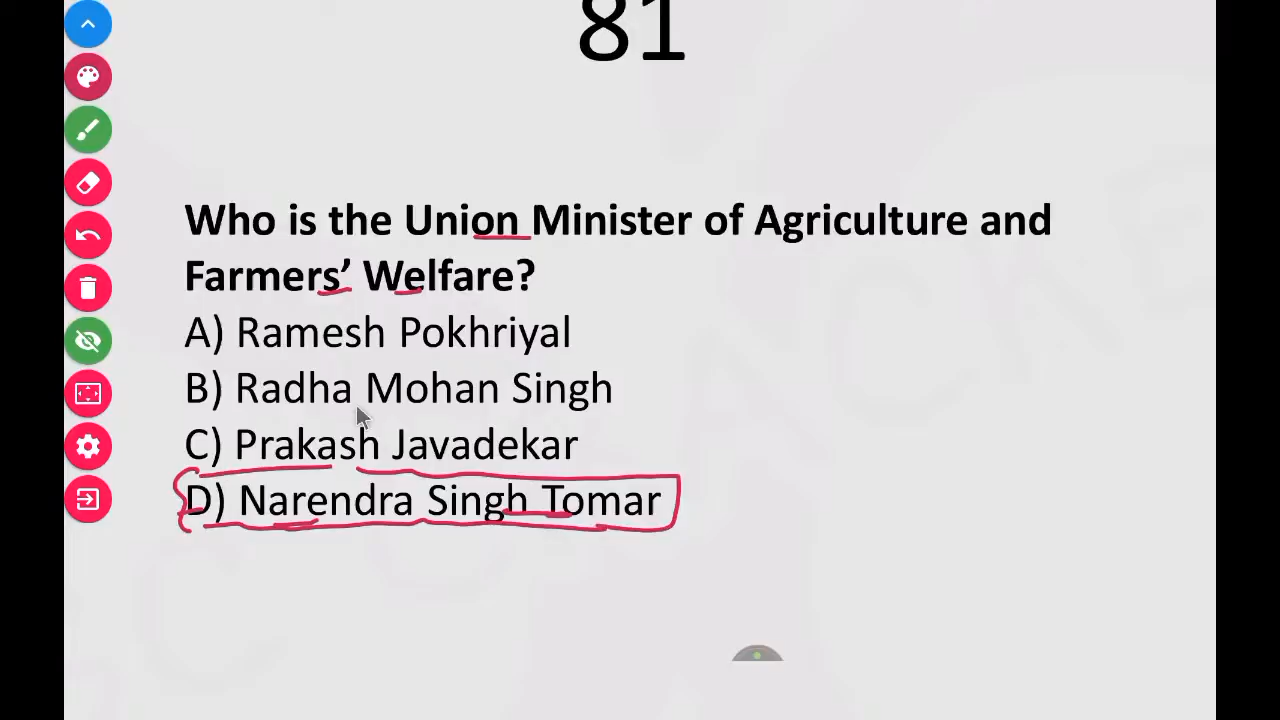 81
Who is the Union Minister of Agriculture and
Farmers’ Welfare?
A) Ramesh Pokhriyal
B) Radha Mohan Singh
C) Prakash Javadekar
D) Narendra Singh Tomar